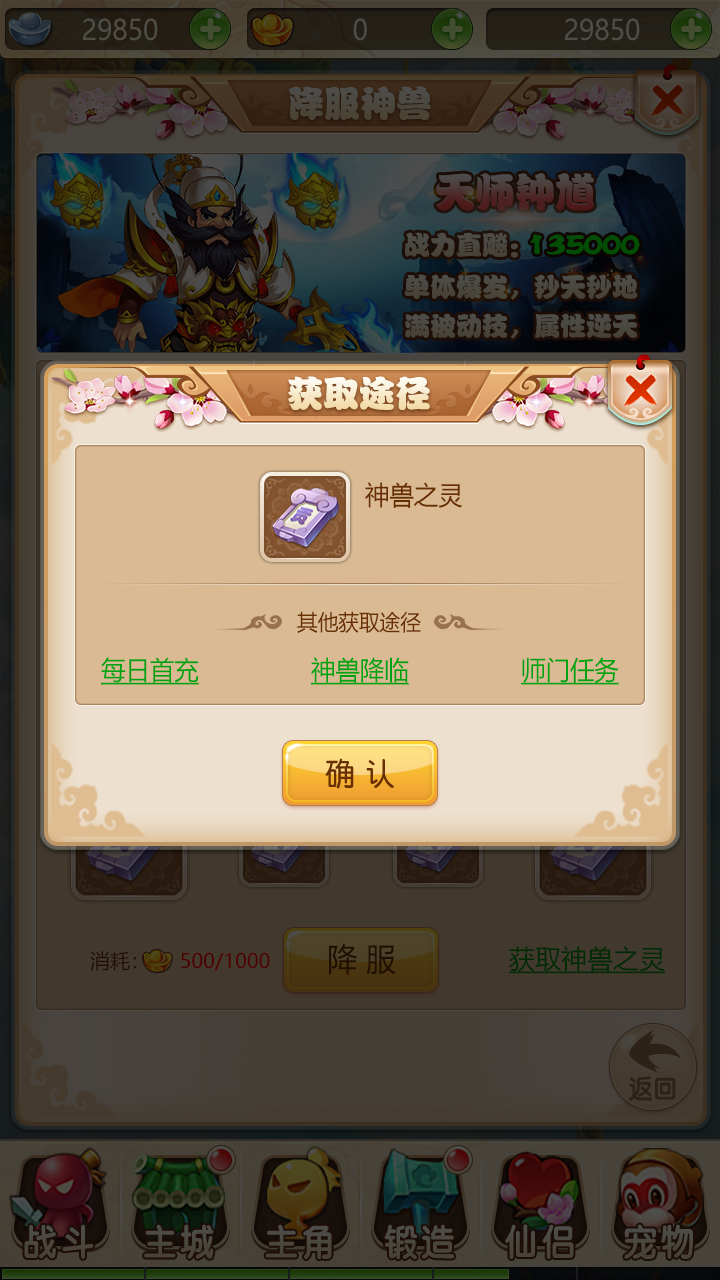 29850 0 29850
降服神兽
天师钟馗
战力直飚：135000
单体爆发，秒天秒地
满被动技，属性逆天
获取途径
神兽之灵
其他获取途径
每日首充 神兽降临 师门任务
确 认
消耗: 500/1000 降 服 获取神兽之灵
返回
战斗 主城 主角 锻造 仙侣 宠物